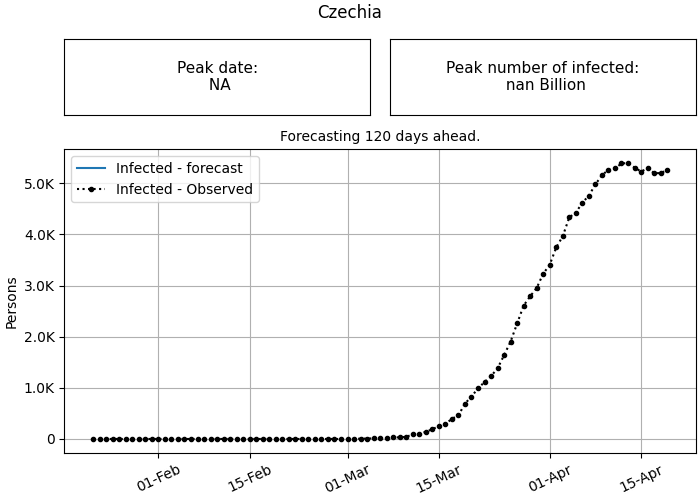 Czechia
Peak date:
NA
Peak number of infected:
nan Billion
Forecasting 120 days ahead.
Infected - forecast
Infected - Observed
Persons
5.0K
4.0K
3.0K
2.0K
1.0K
0
01-Feb
15-Feb
01-Mar
15-Mar
01-Apr
15-Apr